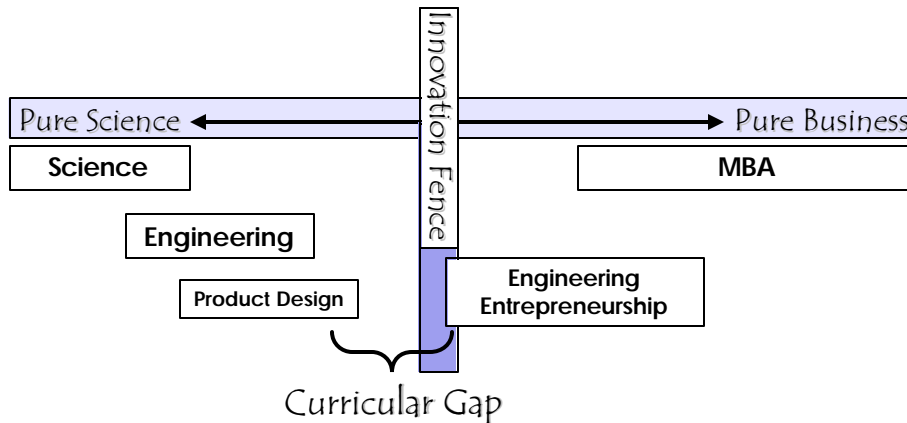 Innovation Fence
Pure Science
Pure Business
Science
MBA
Engineering
Product Design
Engineering
Entrepreneurship
Curricular Gap